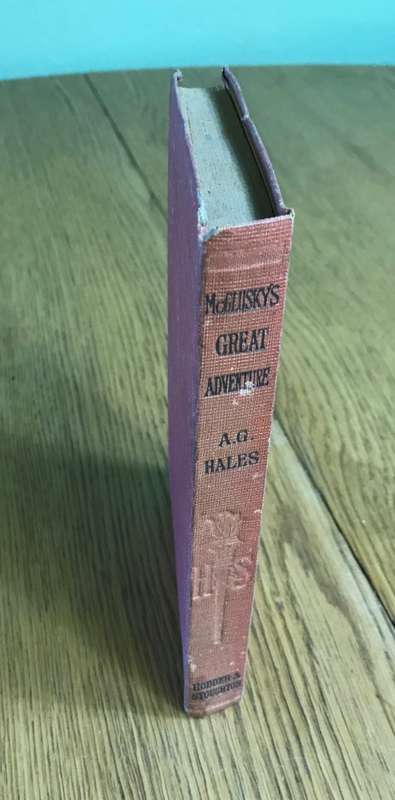 McGLUSKY'S
GREAT
ADVENTURE
A.G.
HALES
H S
HODDER &
STOUGHTON